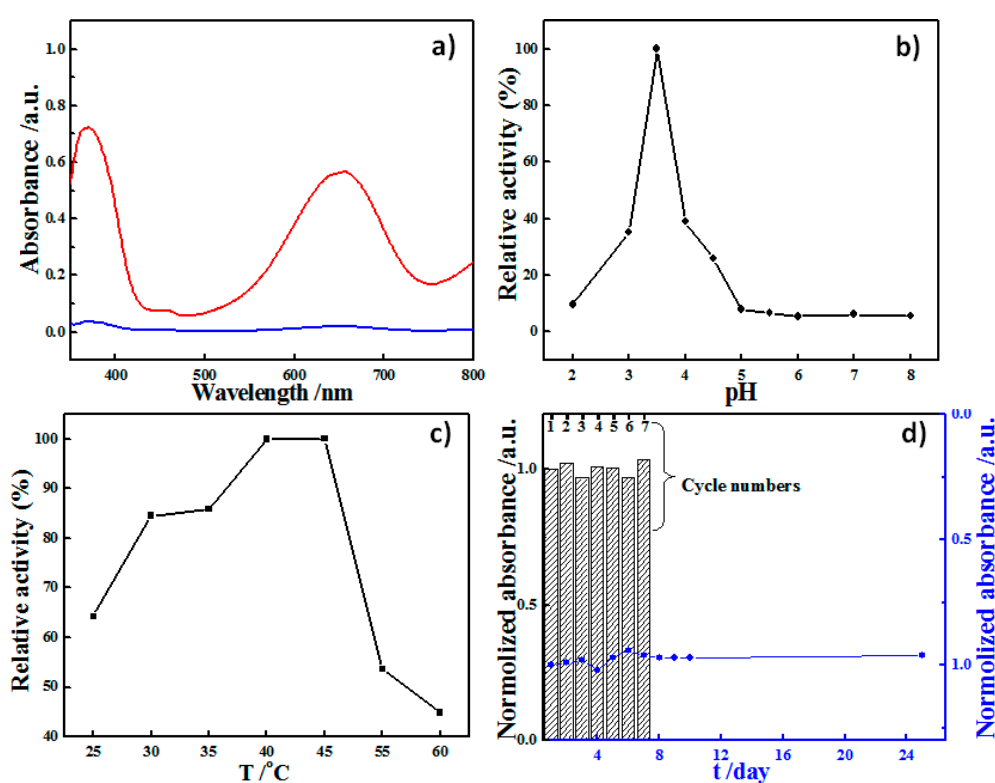 a)
1.0
0.8
0.6
0.4
0.2
0.0
Absorbance /a.u.
400 500 600 700 800
Wavelength /nm
b)
100
80
60
40
20
0
Relative activity (%)
2 3 4 5 6 7 8
pH
c)
100
90
80
70
60
50
40
Relative activity (%)
25 30 35 40 45 55 60
T /°C
d)
1 2 3 4 5 6 7
Cycle numbers
1.0
0.5
0.0
Normolized absorbance /a.u.
0.0
0.5
1.0
Normolized absorbance /a.u.
4 8 12 16 20 24
t /day